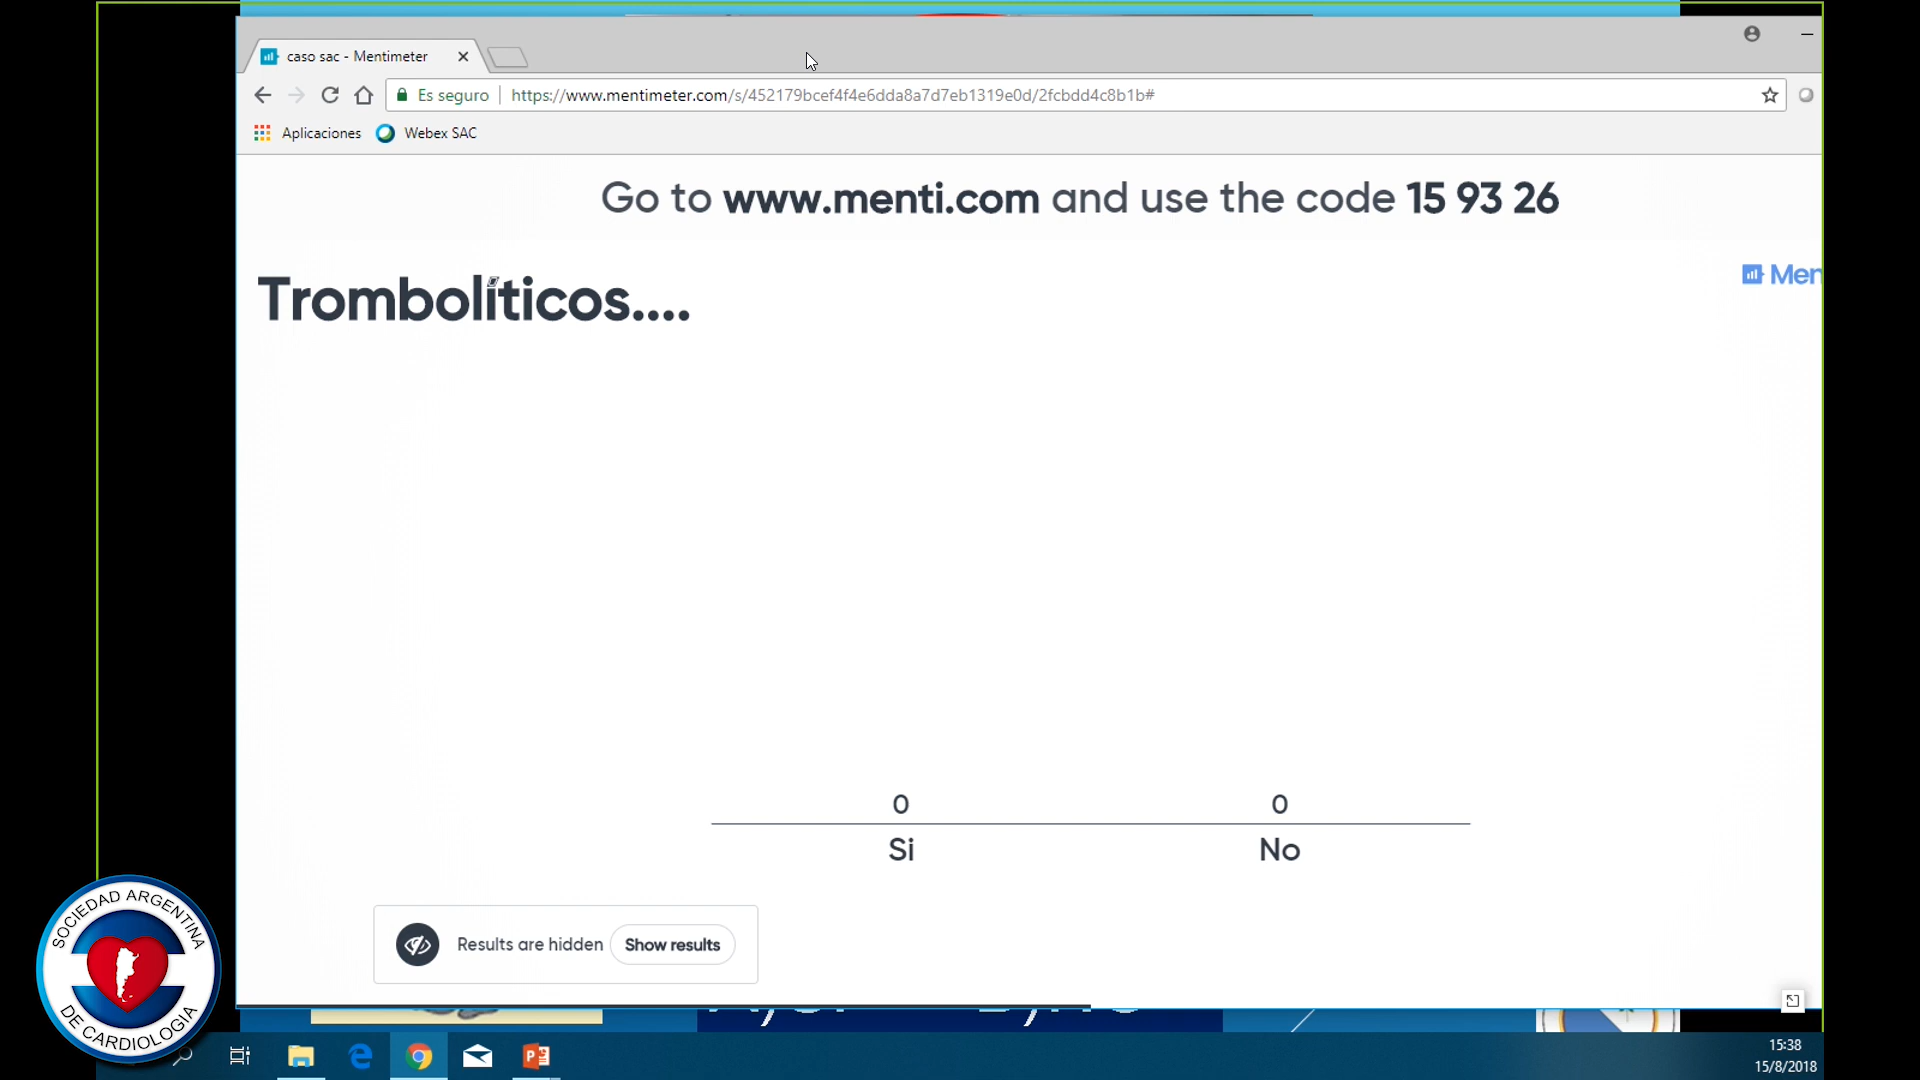 caso sac - Mentimeter
Es seguro
https://www.mentimeter.com/s/452179bcef4f4e6dda8a7d7eb1319e0d/2fcbdd4c8b1b#
Aplicaciones
Webex SAC
Go to www.menti.com and use the code 15 93 26
Trombolíticos....
Men
0 0
Si No
Results are hidden Show results
SOCIEDAD ARGENTINA
DE CARDIOLOGIA
15:38
15/8/2018